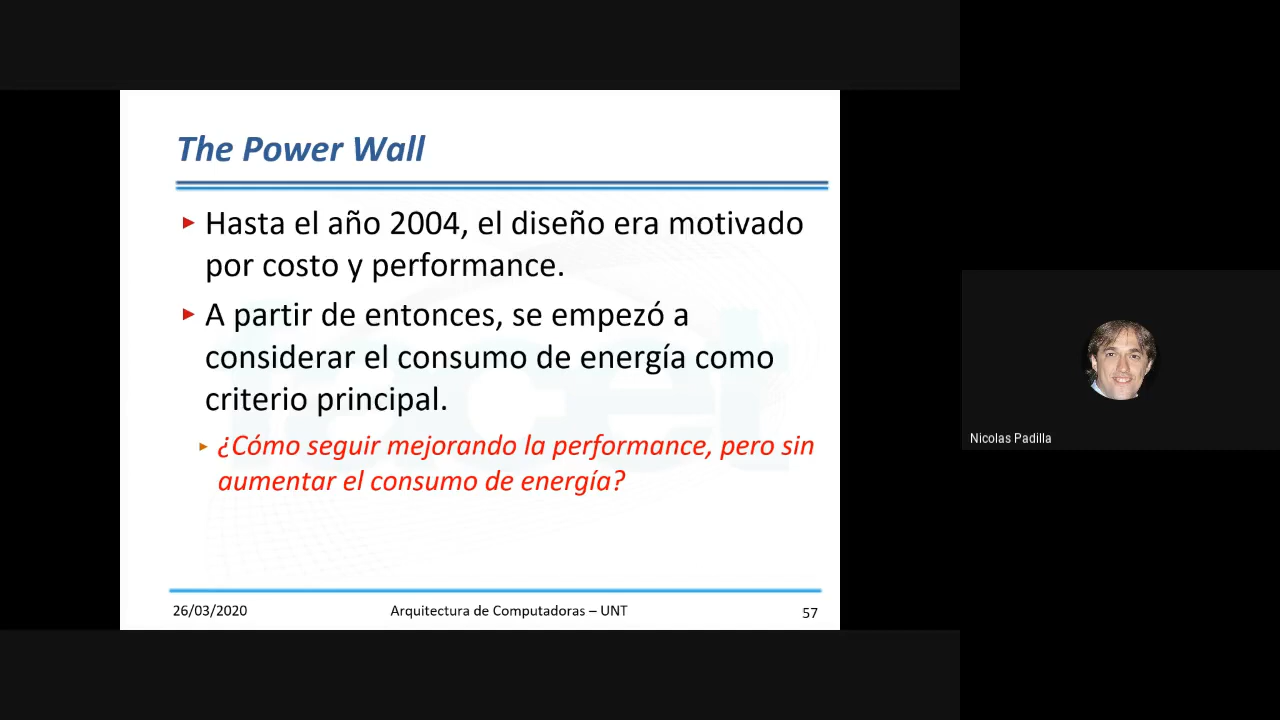 The Power Wall
Hasta el año 2004, el diseño era motivado
por costo y performance.
A partir de entonces, se empezó a
considerar el consumo de energía como
criterio principal.
¿Cómo seguir mejorando la performance, pero sin
aumentar el consumo de energía?
26/03/2020
Arquitectura de Computadoras – UNT
57
Nicolas Padilla